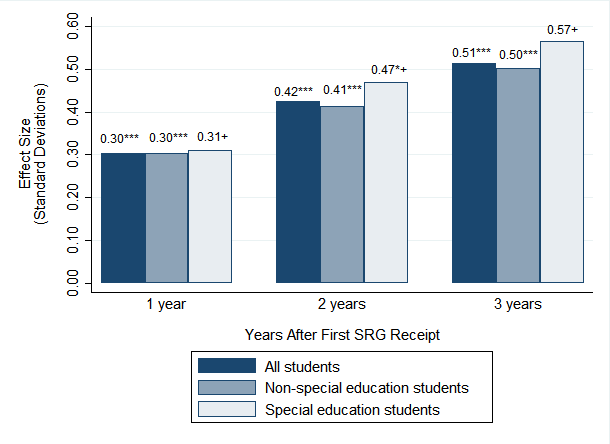 Effect Size
(Standard Deviations)
0.60
0.50
0.40
0.30
0.20
0.10
0.00
0.30*** 0.30*** 0.31+
0.42*** 0.41*** 0.47*+
0.51*** 0.50*** 0.57+
1 year 2 years 3 years
Years After First SRG Receipt
All students
Non-special education students
Special education students